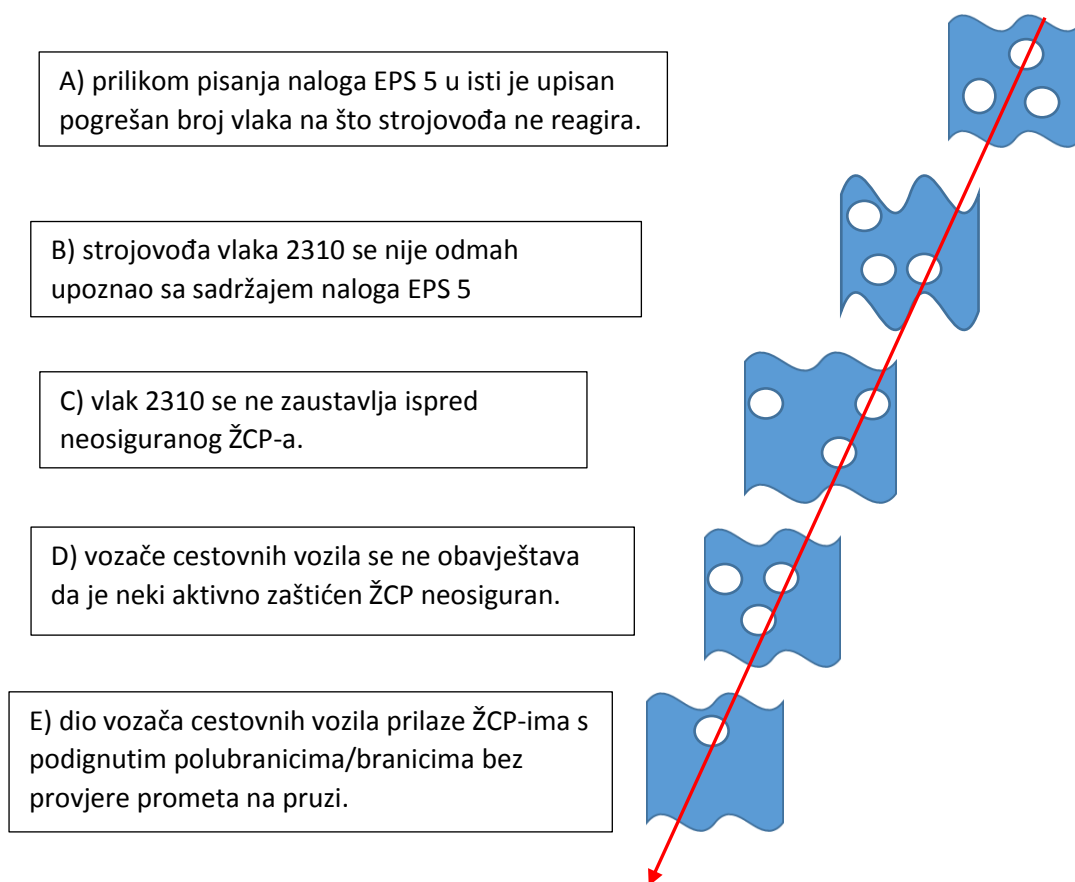 A) prilikom pisanja naloga EPS 5 u isti je upisan
pogrešan broj vlaka na što strojovođa ne reagira.
B) strojovođa vlaka 2310 se nije odmah
upoznao sa sadržajem naloga EPS 5
C) vlak 2310 se ne zaustavlja ispred
neosiguranog ŽCP-a.
D) vozače cestovnih vozila se ne obavještava
da je neki aktivno zaštićen ŽCP neosiguran.
E) dio vozača cestovnih vozila prilaze ŽCP-ima s
podignutim polubranicima/branicima bez
provjere prometa na pruzi.